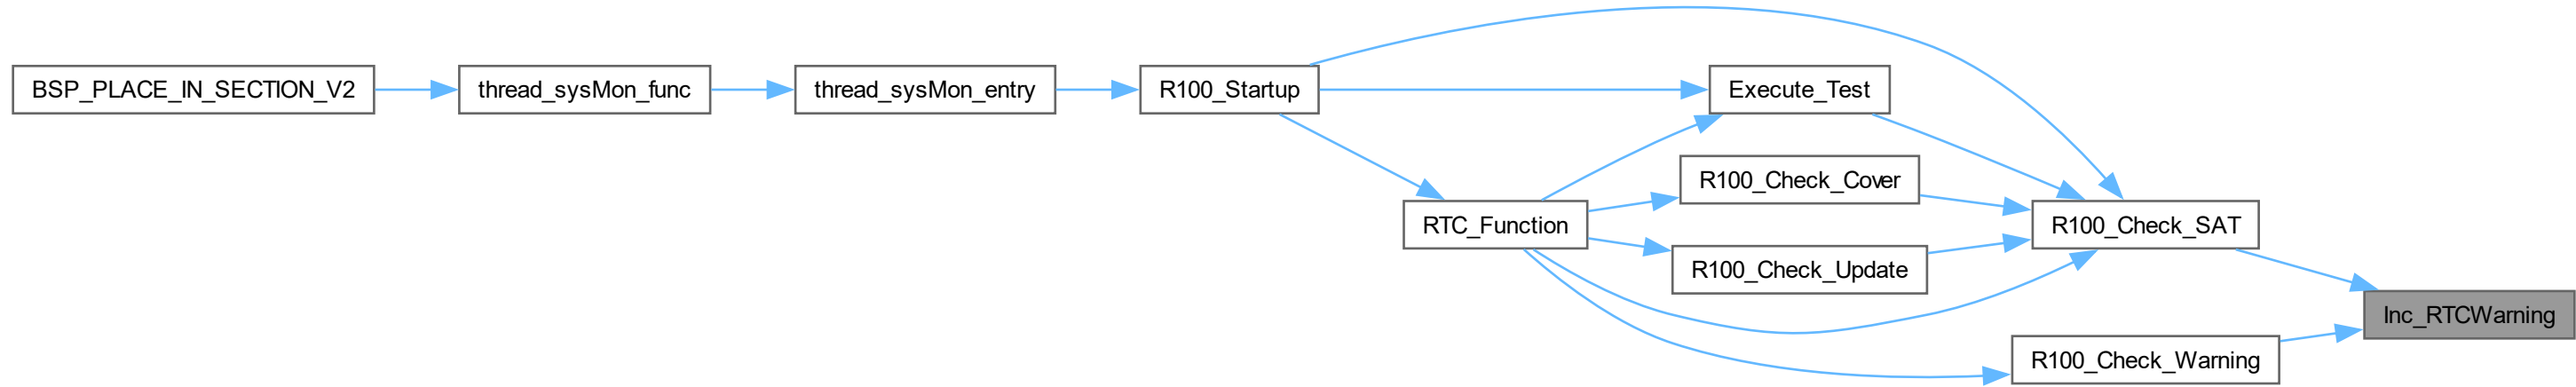 BSP_PLACE_IN_SECTION_V2
thread_sysMon_func
thread_sysMon_entry
R100_Startup
Execute_Test
R100_Check_Cover
RTC_Function
R100_Check_SAT
R100_Check_Update
Inc_RTCWarning
R100_Check_Warning